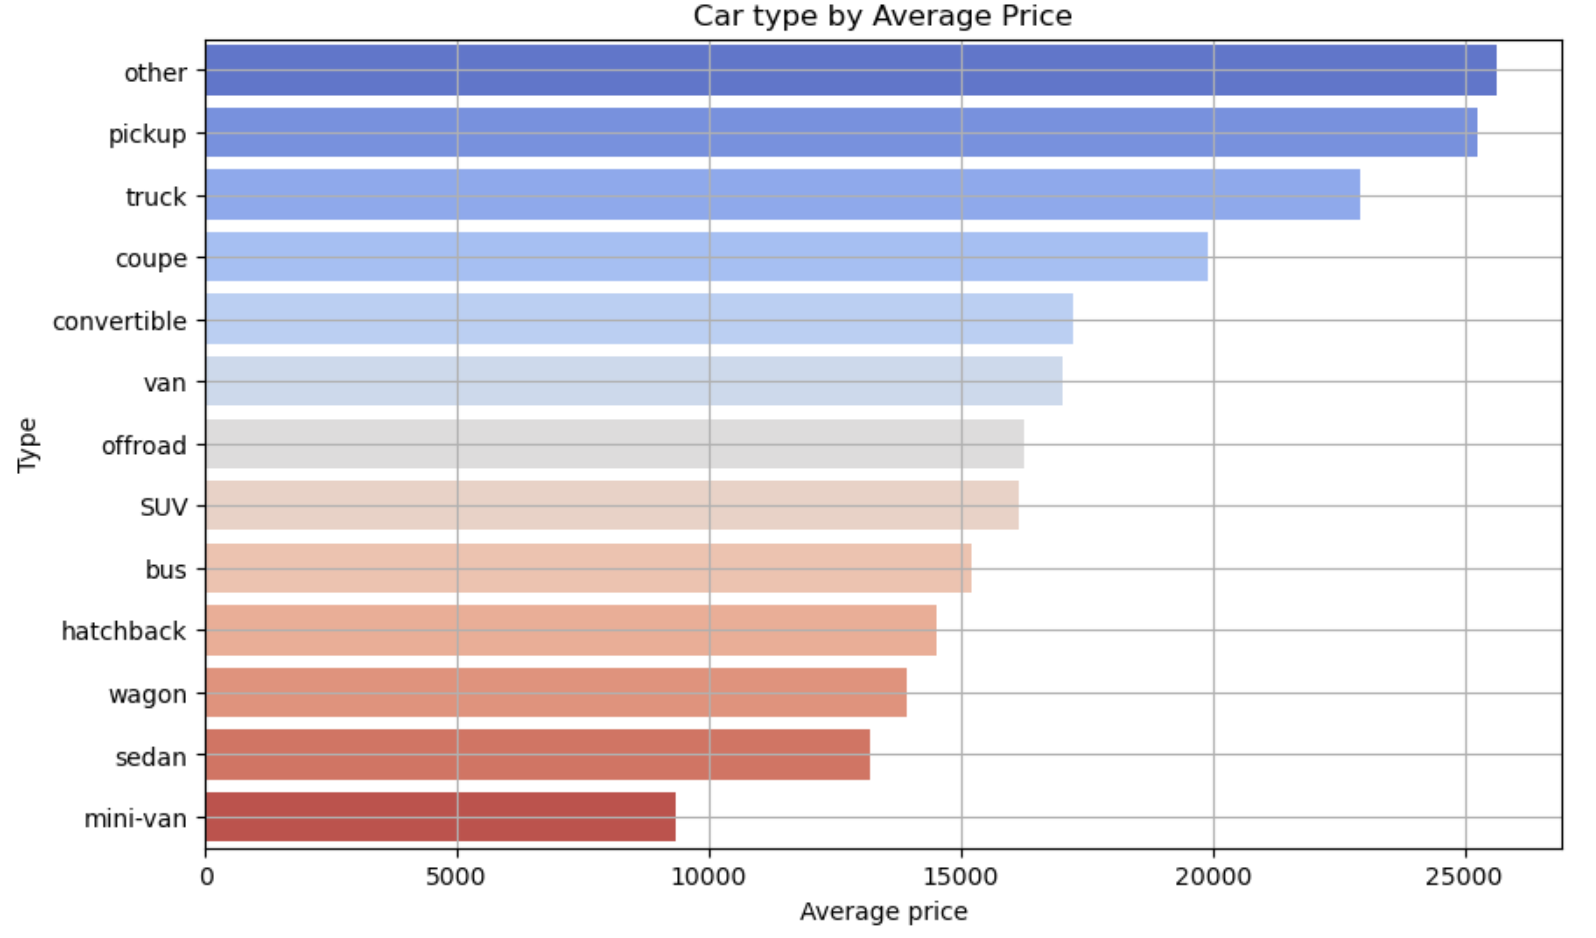 Car type by Average Price
other
pickup
truck
coupe
convertible
van
offroad
SUV
bus
hatchback
wagon
sedan
mini-van
Type
0 5000 10000 15000 20000 25000
Average price